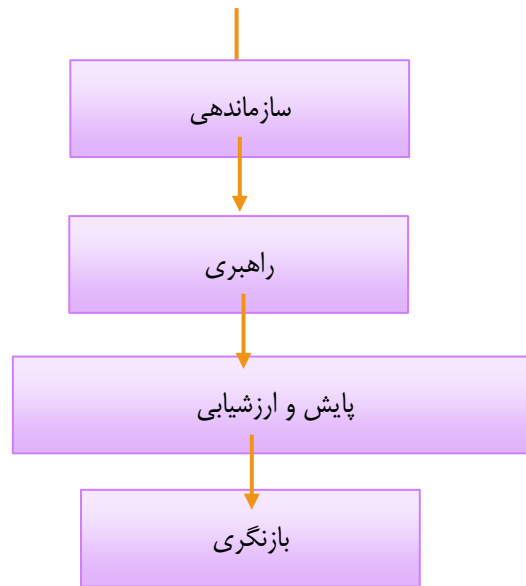 سازماندهی
راهبری
پایش و ارزشیابی
بازنگری